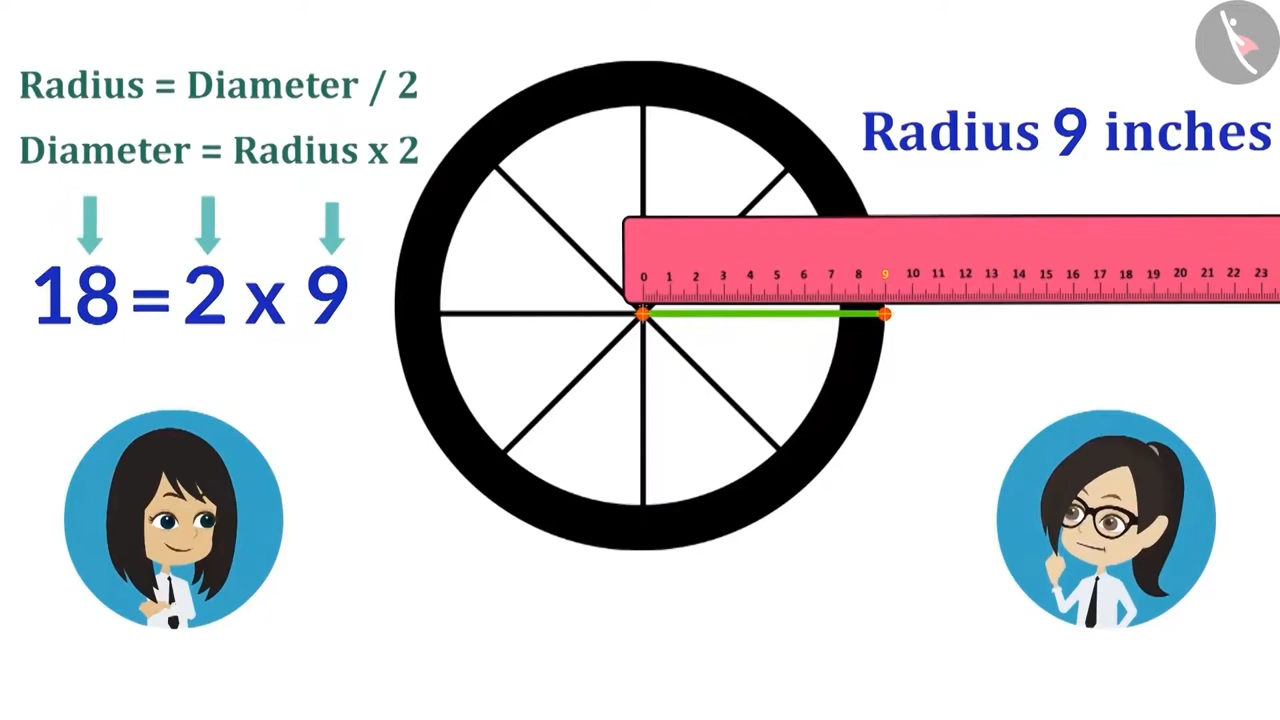 Radius = Diameter / 2
Diameter = Radius x 2
18 = 2 x 9
Radius 9 inches
0 1 2 3 4 5 6 7 8 9 10 11 12 13 14 15 16 17 18 19 20 21 22 23